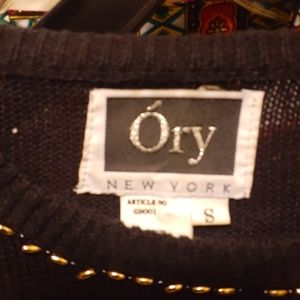 Óry
NEW YORK
ARTICLE NO
S